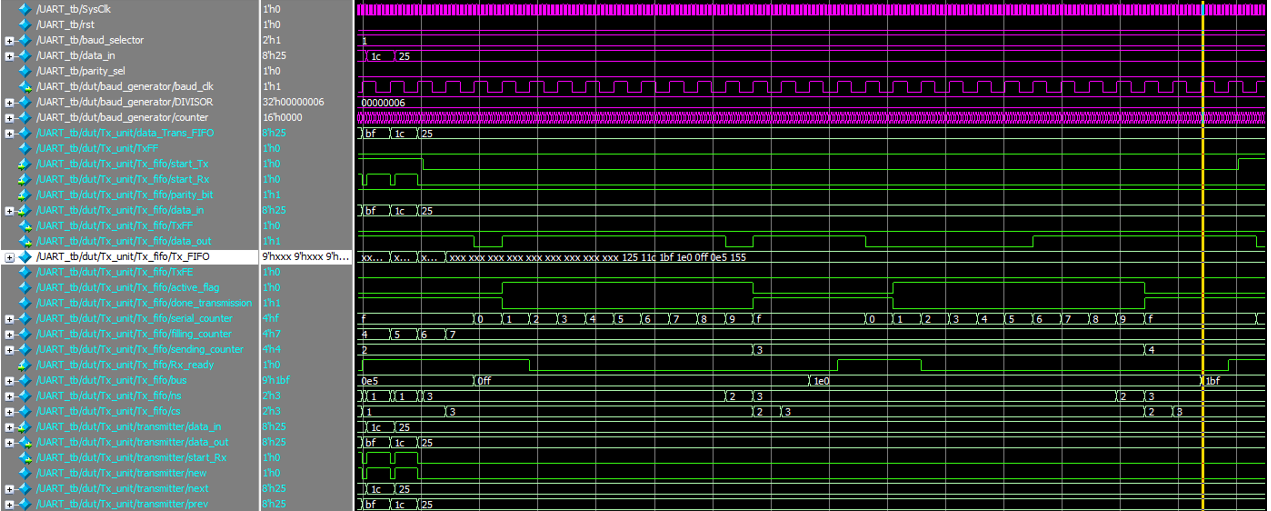 /UART_tb/SysClk 1'h0
/UART_tb/rst 1'h0
/UART_tb/baud_selector 2'h1 1
/UART_tb/data_in 8'h25 1c 25
/UART_tb/parity_sel 1'h0
/UART_tb/dut/baud_generator/baud_clk 1'h1
/UART_tb/dut/baud_generator/DIVISOR 32'h00000006 00000006
/UART_tb/dut/baud_generator/counter 16'h0000
/UART_tb/dut/Tx_unit/data_Trans_FIFO 8'h25 bf 1c 25
/UART_tb/dut/Tx_unit/TxFF 1'h0
/UART_tb/dut/Tx_unit/Tx_fifo/start_Tx 1'h0
/UART_tb/dut/Tx_unit/Tx_fifo/start_Rx 1'h0
/UART_tb/dut/Tx_unit/Tx_fifo/parity_bit 1'h1
/UART_tb/dut/Tx_unit/Tx_fifo/data_in 8'h25 bf 1c 25
/UART_tb/dut/Tx_unit/Tx_fifo/TxFF 1'h0
/UART_tb/dut/Tx_unit/Tx_fifo/data_out 1'h1
/UART_tb/dut/Tx_unit/Tx_fifo/Tx_FIFO 9'hxxx 9'hxxx 9'h... xx... x... x... xxx xxx xxx xxx xxx xxx xxx xxx xxx 125 11c 1bf 1e0 0ff 0e5 155
/UART_tb/dut/Tx_unit/Tx_fifo/TxFE 1'h0
/UART_tb/dut/Tx_unit/Tx_fifo/active_flag 1'h0
/UART_tb/dut/Tx_unit/Tx_fifo/done_transmission 1'h1
/UART_tb/dut/Tx_unit/Tx_fifo/serial_counter 4'hf f 0 1 2 3 4 5 6 7 8 9 f 0 1 2 3 4 5 6 7 8 9 f
/UART_tb/dut/Tx_unit/Tx_fifo/filling_counter 4'h7 4 5 6 7
/UART_tb/dut/Tx_unit/Tx_fifo/sending_counter 4'h4 2 3 4
/UART_tb/dut/Tx_unit/Tx_fifo/Rx_ready 1'h0
/UART_tb/dut/Tx_unit/Tx_fifo/bus 9'h1bf 0e5 0ff 1e0 1bf
/UART_tb/dut/Tx_unit/Tx_fifo/ns 2'h3 1 1 3 2 3 2 3
/UART_tb/dut/Tx_unit/Tx_fifo/cs 2'h3 1 3 2 3 2 3
/UART_tb/dut/Tx_unit/transmitter/data_in 8'h25 1c 25
/UART_tb/dut/Tx_unit/transmitter/data_out 8'h25 bf 1c 25
/UART_tb/dut/Tx_unit/transmitter/start_Rx 1'h0
/UART_tb/dut/Tx_unit/transmitter/new 1'h0
/UART_tb/dut/Tx_unit/transmitter/next 8'h25 1c 25
/UART_tb/dut/Tx_unit/transmitter/prev 8'h25 bf 1c 25